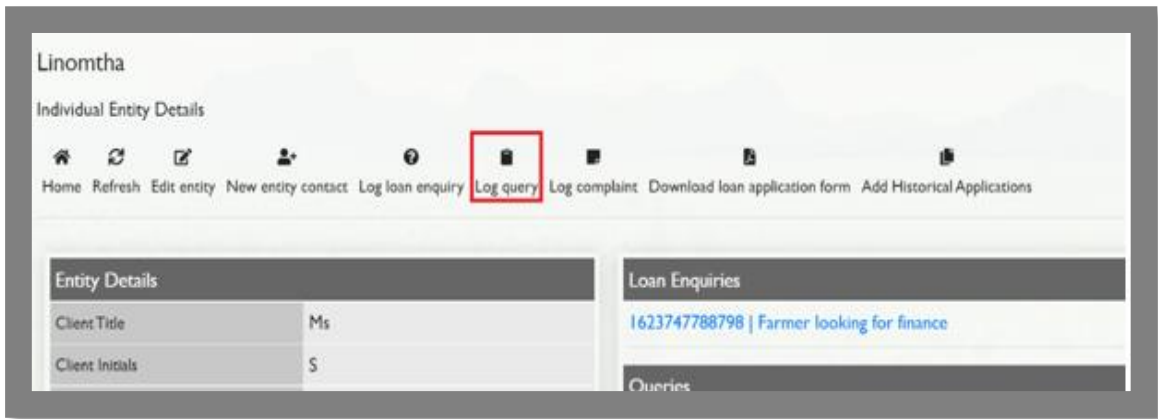 Linomtha
Individual Entity Details
Home Refresh Edit entity New entity contact Log loan enquiry Log query Log complaint Download loan application form Add Historical Applications
Entity Details
Client Title Ms
Client Initials S
Loan Enquiries
1623747788798 | Farmer looking for finance
Queries